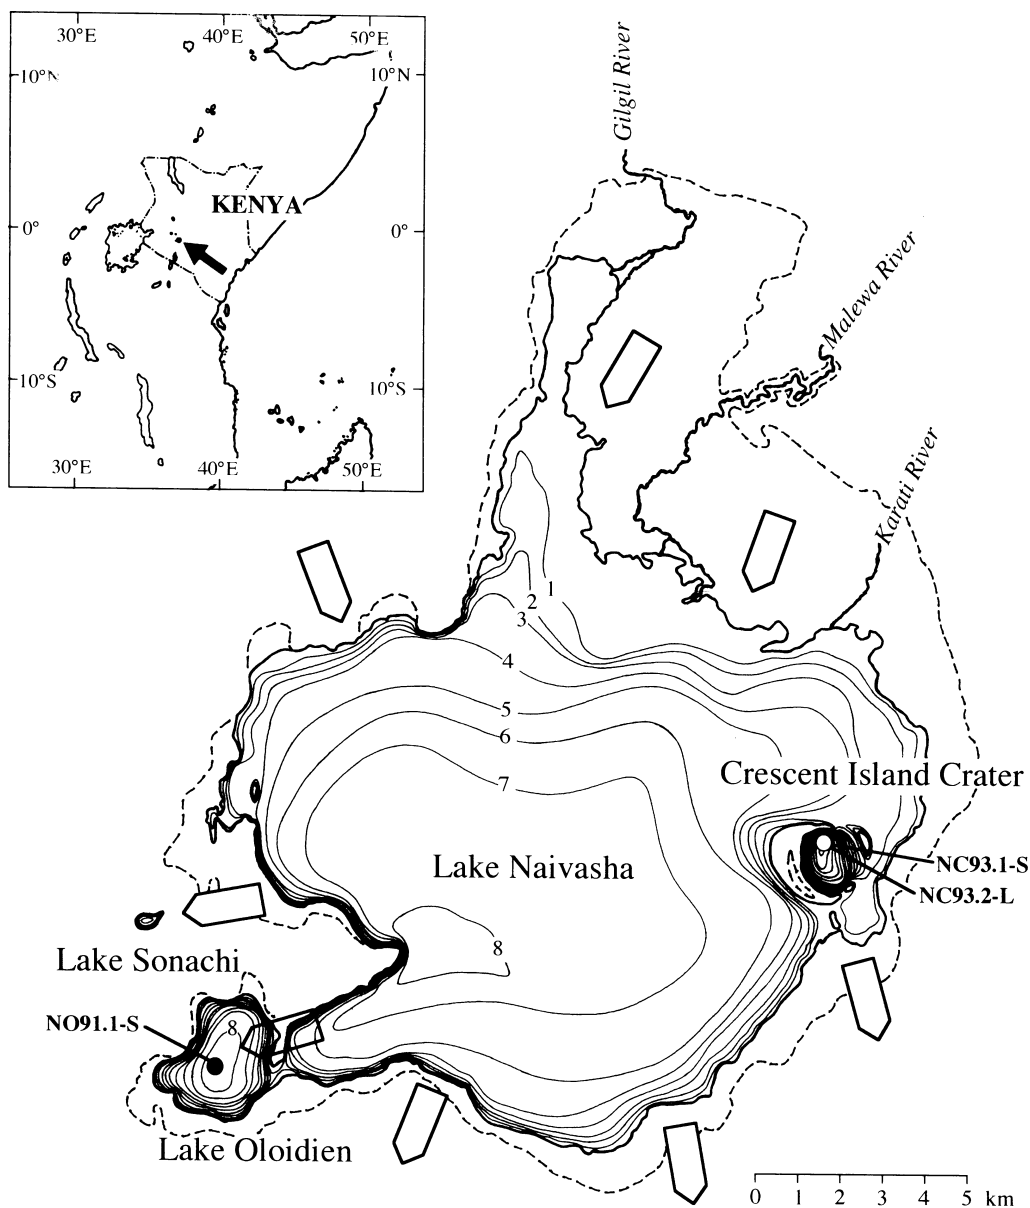 30°E
40°E
50°E
10°N
10°N
KENYA
0°
0°
10°S
10°S
30°E
40°E
50°E
Gilgil River
Malewa River
Karati River
1
2
3
4
5
6
7
Crescent Island Crater
Lake Naivasha
NC93.1-S
NC93.2-L
8
Lake Sonachi
NO91.1-S
8
Lake Oloidien
0 1 2 3 4 5 km